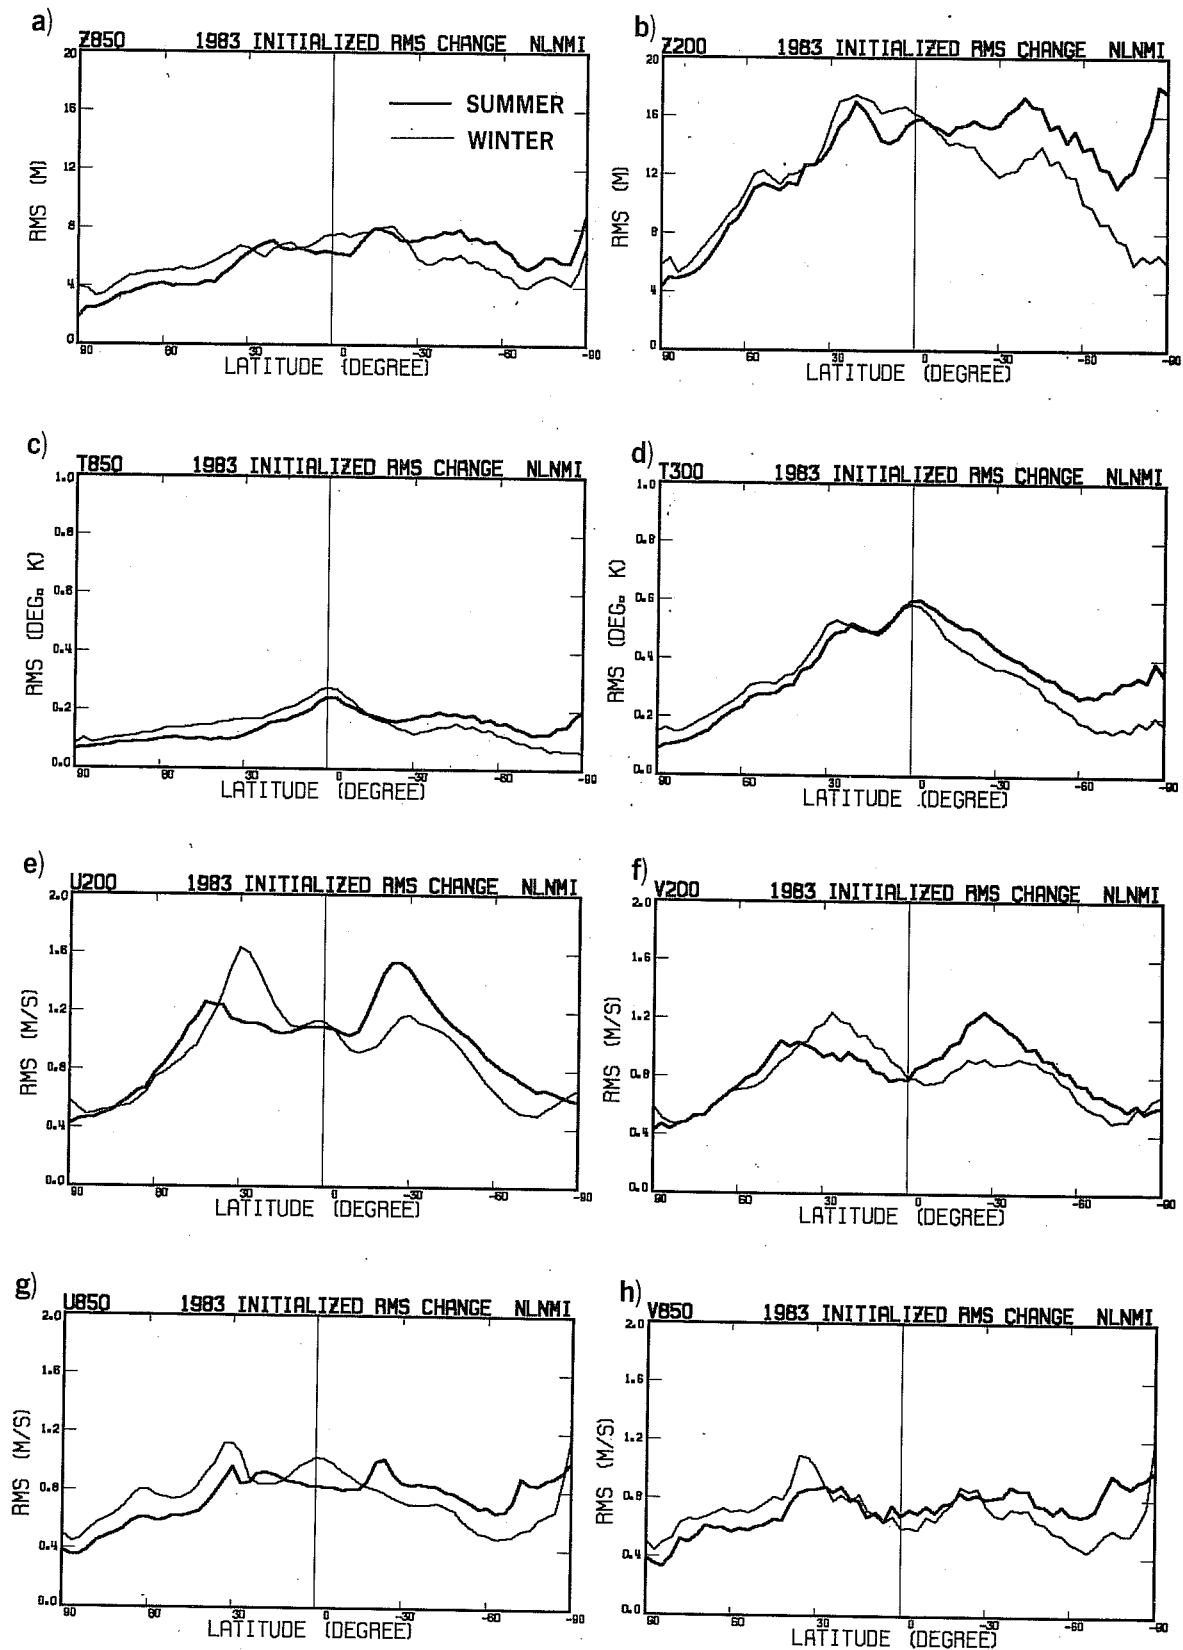 a)
Z850 1983 INITIALIZED RMS CHANGE NLNMI
20
16
12
8
4
0
RMS (M)
SUMMER
WINTER
90 60 30 0 -30 -60 -90
LATITUDE (DEGREE)
b)
Z200 1983 INITIALIZED RMS CHANGE NLNMI
20
16
12
8
4
0
RMS (M)
90 60 30 0 -30 -60 -90
LATITUDE (DEGREE)
c)
T850 1983 INITIALIZED RMS CHANGE NLNMI
1.0
0.8
0.6
0.4
0.2
0.0
RMS (DEG. K)
90 60 30 0 -30 -60 -90
LATITUDE (DEGREE)
d)
T300 1983 INITIALIZED RMS CHANGE NLNMI
1.0
0.8
0.6
0.4
0.2
0.0
RMS (DEG. K)
90 60 30 0 -30 -60 -90
LATITUDE (DEGREE)
e)
U200 1983 INITIALIZED RMS CHANGE NLNMI
2.0
1.6
1.2
0.8
0.4
0.0
RMS (M/S)
90 60 30 0 -30 -60 -90
LATITUDE (DEGREE)
f)
V200 1983 INITIALIZED RMS CHANGE NLNMI
2.0
1.6
1.2
0.8
0.4
0.0
RMS (M/S)
90 60 30 0 -30 -60 -90
LATITUDE (DEGREE)
g)
U850 1983 INITIALIZED RMS CHANGE NLNMI
2.0
1.6
1.2
0.8
0.4
0.0
RMS (M/S)
90 60 30 0 -30 -60 -90
LATITUDE (DEGREE)
h)
V850 1983 INITIALIZED RMS CHANGE NLNMI
2.0
1.6
1.2
0.8
0.4
0.0
RMS (M/S)
90 60 30 0 -30 -60 -90
LATITUDE (DEGREE)